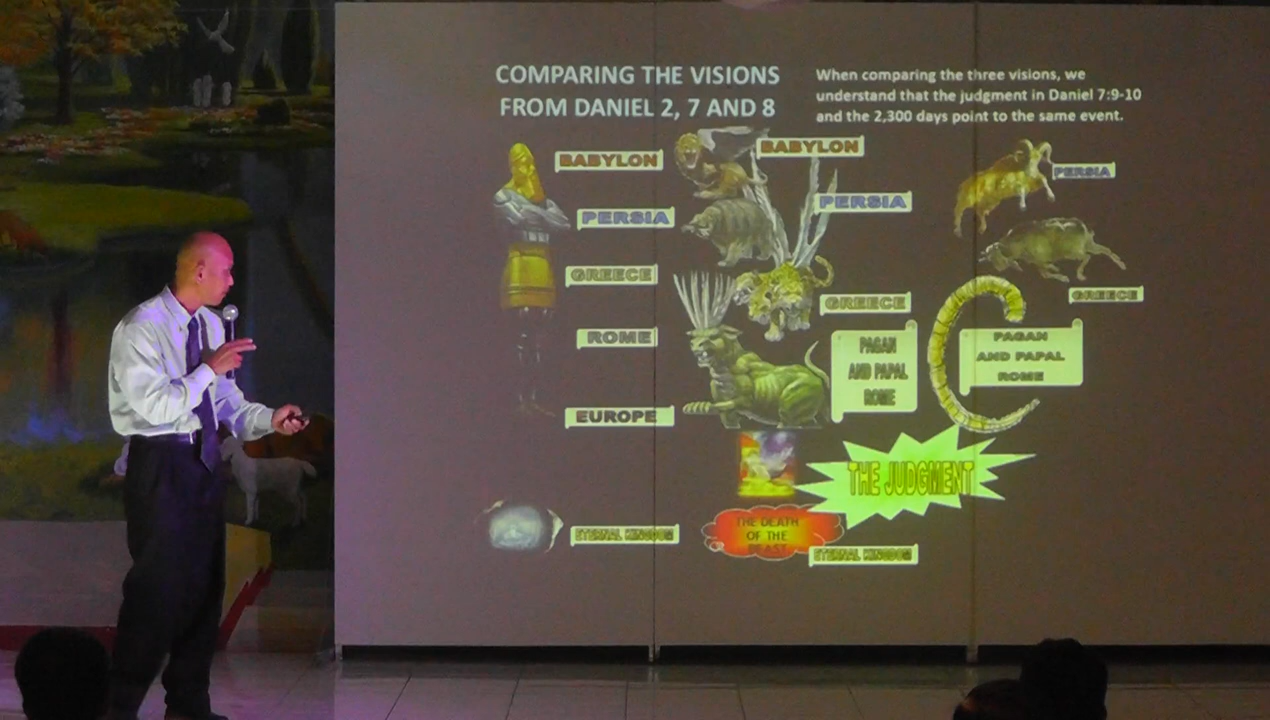 COMPARING THE VISIONS
FROM DANIEL 2, 7 AND 8
When comparing the three visions, we
understand that the judgment in Daniel 7:9-10
and the 2,300 days point to the same event.
BABYLON
PERSIA
GREECE
ROME
EUROPE
ETERNAL KINGDOM
BABYLON
PERSIA
GREECE
PAGAN
AND PAPAL
ROME
THE JUDGMENT
THE DEATH
OF THE
BEAST
ETERNAL KINGDOM
PERSIA
GREECE
PAGAN
AND PAPAL
ROME